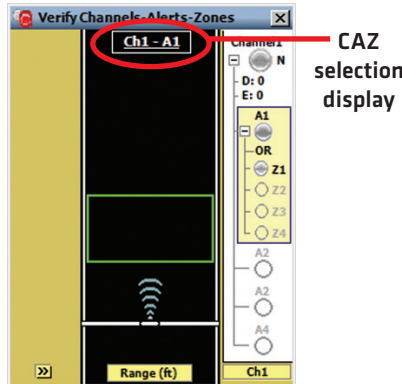 Verify Channels-Alerts-Zones
Ch1 - A1
Channel1
N
D: 0
E: 0
A1
OR
Z1
Z2
Z3
Z4
A2
A2
A4
Range (ft)
Ch1
CAZ
selection
display